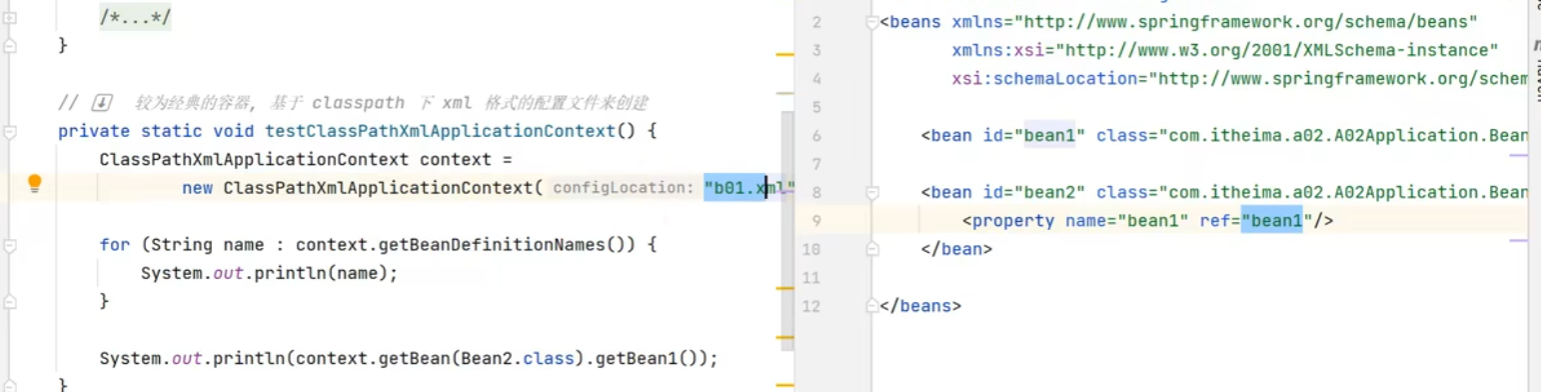 /*...*/
}
// ⬇ 较为经典的容器, 基于 classpath 下 xml 格式的配置文件来创建
private static void testClassPathXmlApplicationContext() {
ClassPathXmlApplicationContext context =
new ClassPathXmlApplicationContext( configLocation: "b01.xml"
for (String name : context.getBeanDefinitionNames()) {
System.out.println(name);
}
System.out.println(context.getBean(Bean2.class).getBean1());
}
2 <beans xmlns="http://www.springframework.org/schema/beans"
3 xmlns:xsi="http://www.w3.org/2001/XMLSchema-instance"
4 xsi:schemaLocation="http://www.springframework.org/schem
5
6 <bean id="bean1" class="com.itheima.a02.A02Application.Bean
7
8 <bean id="bean2" class="com.itheima.a02.A02Application.Bean
9 <property name="bean1" ref="bean1"/>
10 </bean>
11
12 </beans>